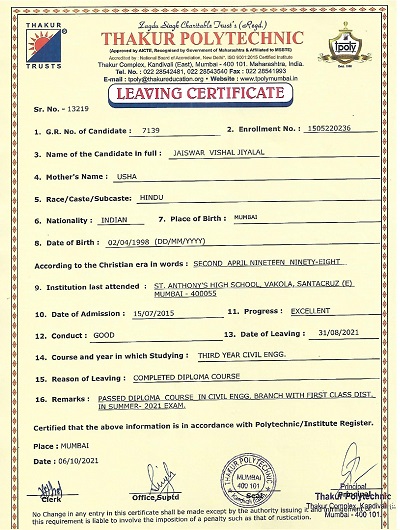 Zagdu Singh Charitable Trust's (Regd.)
THAKUR POLYTECHNIC
(Approved by AICTE, Recognised by Government of Maharashtra & Affiliated to MSBTE)
Accredited by : National Board of Accreditation, New Delhi ISO 9001:2015 Certified Institute
Thakur Complex, Kandivali (East), Mumbai - 400101. Maharashtra, India.
Tel. No. : 022 28542481, 022 28543540 Fax : 022 28541993
E-mail : tpoly@thakureducation.org • Website : www.tpolymumbai.in
THAKUR
TRUSTS
tpoly
LEAVING CERTIFICATE
Sr. No. - 13219
1. G.R. No. of Candidate : 7139 2. Enrollment No. : 1505220236
3. Name of the Candidate in full : JAISWAR VISHAL JIYALAL
4. Mother's Name : USHA
5. Race/Caste/Subcaste: HINDU
6. Nationality : INDIAN 7. Place of Birth : MUMBAI
8. Date of Birth : 02/04/1998 (DD/MM/YYYY)
According to the Christian era in words : SECOND APRIL NINETEEN NINETY-EIGHT
9. Institution last attended : ST. ANTHONY'S HIGH SCHOOL, VAKOLA, SANTACRUZ (E)
MUMBAI - 400055
10. Date of Admission : 15/07/2015 11. Progress : EXCELLENT
12. Conduct : GOOD 13. Date of Leaving : 31/08/2021
14. Course and year in which Studying : THIRD YEAR CIVIL ENGG.
15. Reason of Leaving : COMPLETED DIPLOMA COURSE
16. Remarks : PASSED DIPLOMA COURSE IN CIVIL ENGG. BRANCH WITH FIRST CLASS DIST.
IN SUMMER- 2021 EXAM.
Certified that the above information is in accordance with Polytechnic/Institute Register.
Place : MUMBAI
Date : 06/10/2021
THAKUR POLYTECHNIC
MUMBAI
400 101
Clerk Office,Suptd Seal Principal
Principal
Thakur Polytechnic
Thakur Complex, Kandivali
Mumbai - 400 101.
No Change in any entry in this certificate shall be made except by the authority issuing it and
this requirement is liable to involve the imposition of a penalty such as that of rustication.